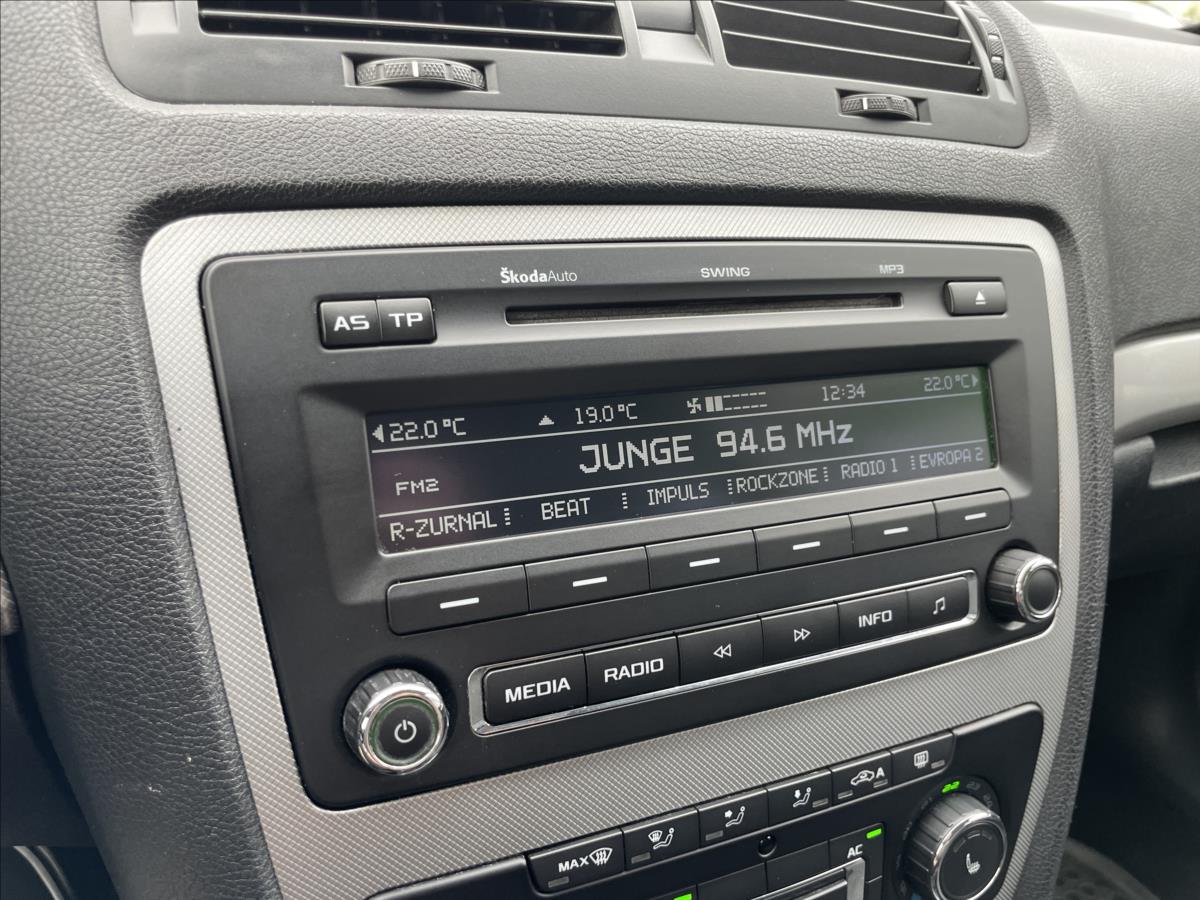 ŠkodaAuto SWING MP3
AS TP
22.0°C 19.0°C 12:34 22.0°C
JUNGE 94.6 MHz
FM2
R-ZURNAL BEAT IMPULS ROCKZONE RADIO 1 EVROPA 2
MEDIA RADIO INFO
MAX A
AC
22